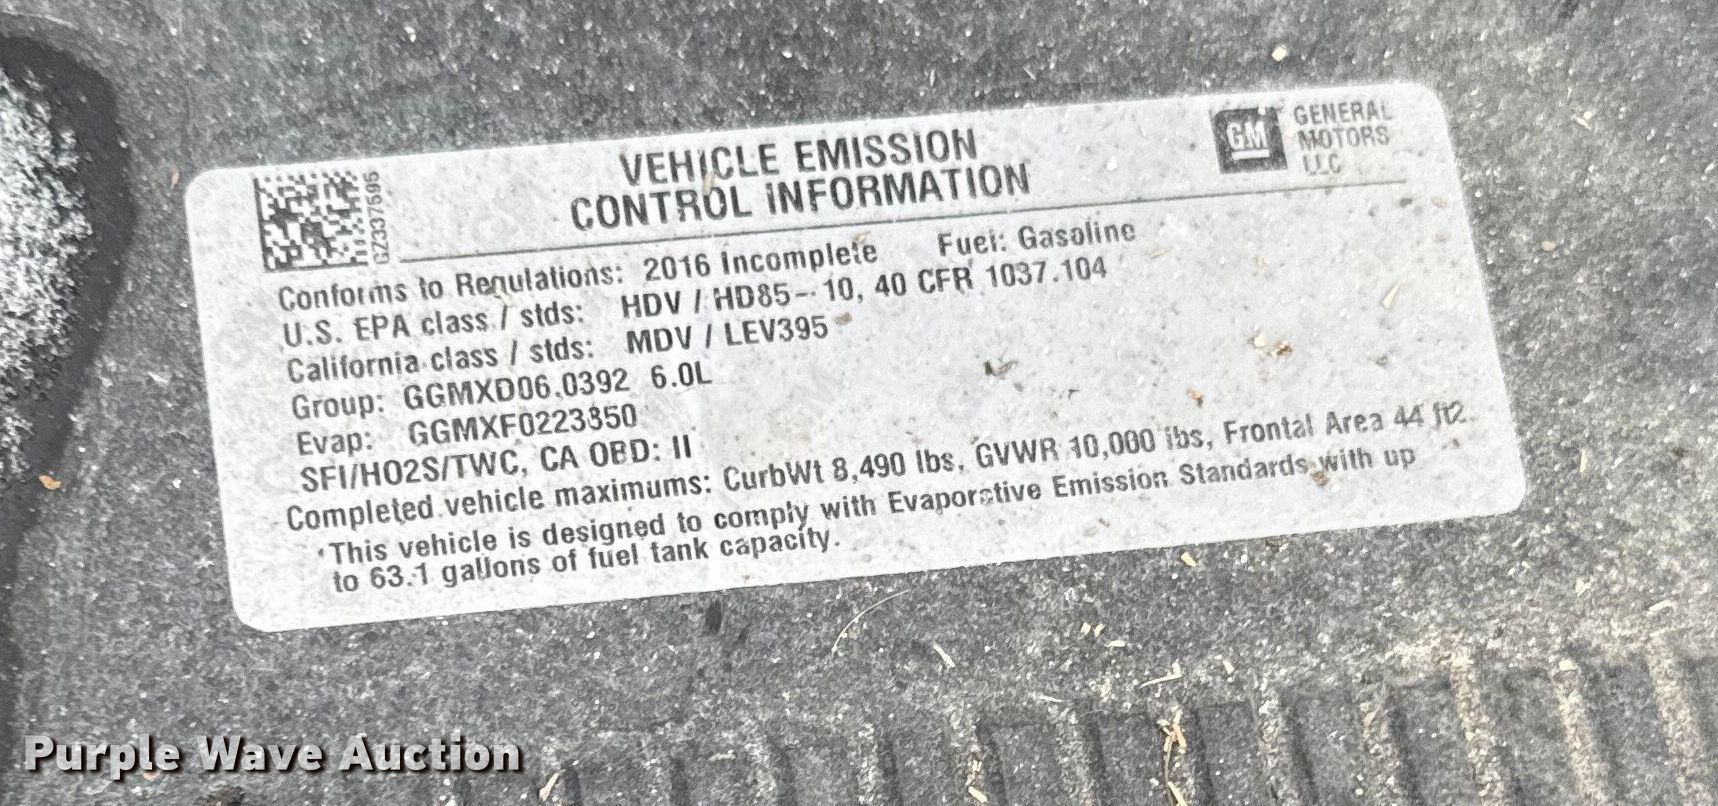 GZ337695
VEHICLE EMISSION
CONTROL INFORMATION
GM
GENERAL
MOTORS
LLC
Conforms to Regulations: 2016 Incomplete Fuel: Gasoline
U.S. EPA class / stds: HDV / HD85-10, 40 CFR 1037.104
California class / stds: MDV / LEV395
Group: GGMXD06.0392 6.0L
Evap: GGMXF0223850
SFI/HO2S/TWC, CA OBD: II
Completed vehicle maximums: CurbWt 8,490 lbs, GVWR 10,000 lbs, Frontal Area 44 ft2.
This vehicle is designed to comply with Evaporative Emission Standards with up
to 63.1 gallons of fuel tank capacity.
Purple Wave Auction